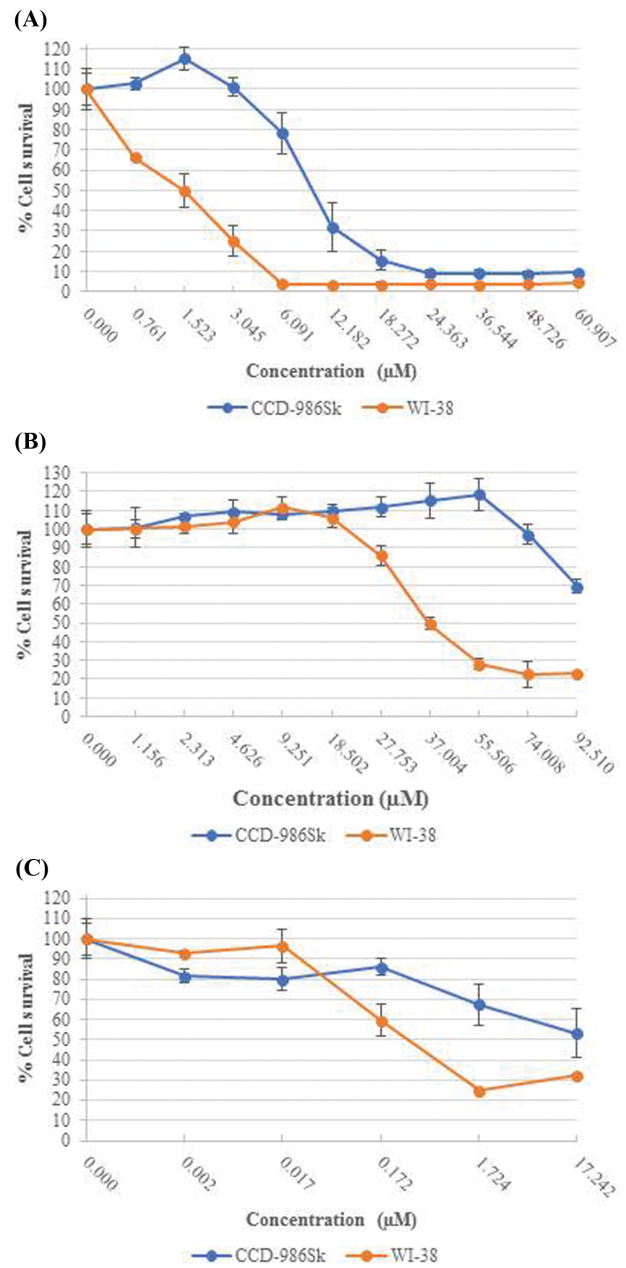 (A)
120
110
100
90
80
70
60
50
40
30
20
10
0
% Cell survival
0.000 0.761 1.523 3.045 6.091 12.182 18.272 24.363 36.544 48.726 60.907
Concentration (µM)
CCD-986Sk WI-38
(B)
130
120
110
100
90
80
70
60
50
40
30
20
10
0
% Cell survival
0.000 1.156 2.313 4.626 9.251 18.502 27.753 37.004 55.506 74.008 92.510
Concentration (µM)
CCD-986Sk WI-38
(C)
120
110
100
90
80
70
60
50
40
30
20
10
0
% Cell survival
0.000 0.002 0.017 0.172 1.724 17.242
Concentration (µM)
CCD-986Sk WI-38